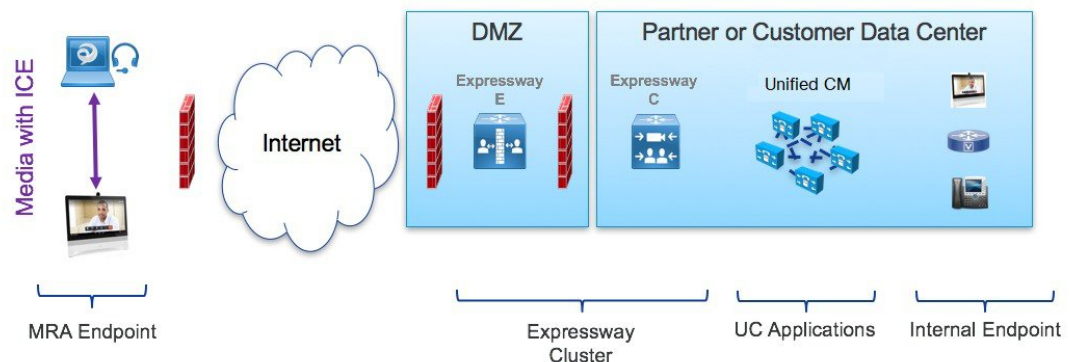 Media with ICE
Internet
DMZ
Expressway
E
Partner or Customer Data Center
Expressway
C
Unified CM
V
MRA Endpoint
Expressway
Cluster
UC Applications
Internal Endpoint